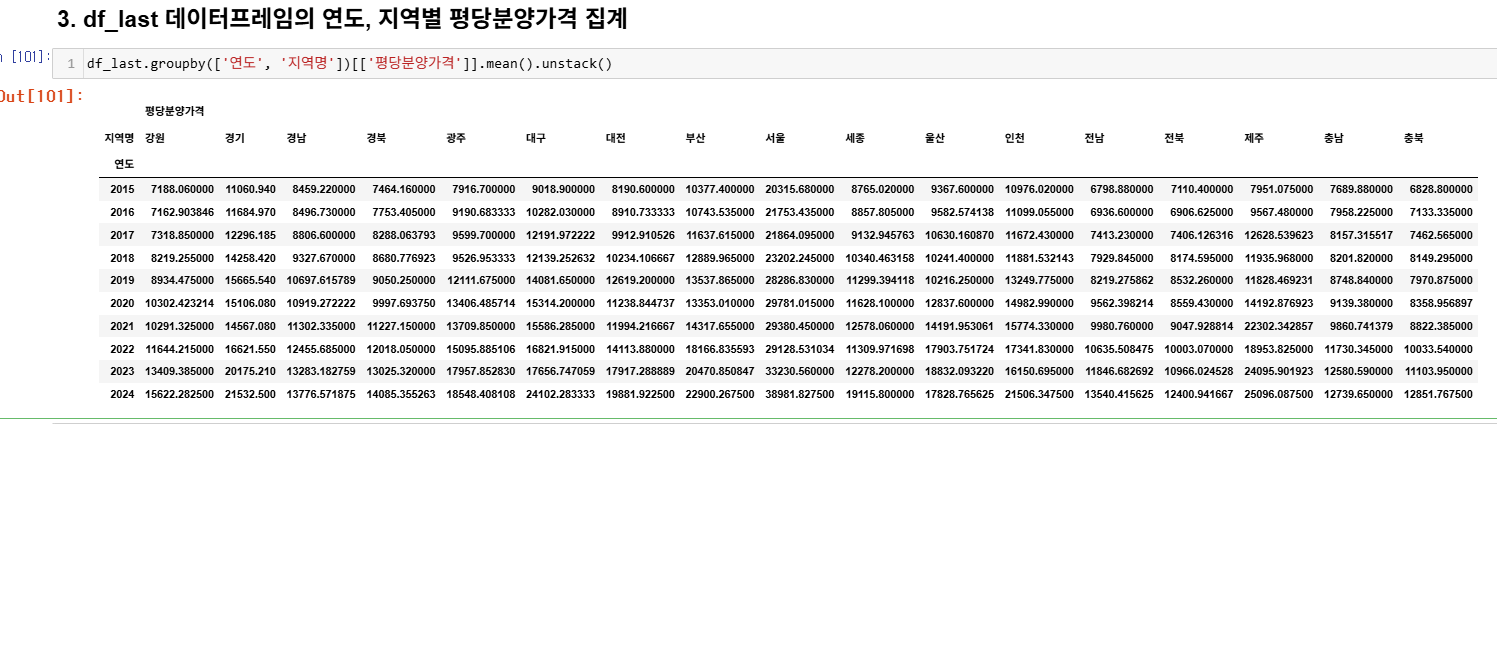 3. df_last 데이터프레임의 연도, 지역별 평당분양가격 집계
[101]:
1 df_last.groupby(['연도', '지역명'])[['평당분양가격']].mean().unstack()
Out[101]:
평당분양가격
지역명 강원 경기 경남 경북 광주 대구 대전 부산 서울 세종 울산 인천 전남 전북 제주 충남 충북
연도
2015 7188.060000 11060.940 8459.220000 7464.160000 7916.700000 9018.900000 8190.600000 10377.400000 20315.680000 8765.020000 9367.600000 10976.020000 6798.880000 7110.400000 7951.075000 7689.880000 6828.800000
2016 7162.903846 11684.970 8496.730000 7753.405000 9190.683333 10282.030000 8910.733333 10743.535000 21753.435000 8857.805000 9582.574138 11099.055000 6936.600000 6906.625000 9567.480000 7958.225000 7133.335000
2017 7318.850000 12296.185 8806.600000 8288.063793 9599.700000 12191.972222 9912.910526 11637.615000 21864.095000 9132.945763 10630.160870 11672.430000 7413.230000 7406.126316 12628.539623 8157.315517 7462.565000
2018 8219.255000 14258.420 9327.670000 8680.776923 9526.953333 12139.252632 10234.106667 12889.965000 23202.245000 10340.463158 10241.400000 11881.532143 7929.845000 8174.595000 11935.968000 8201.820000 8149.295000
2019 8934.475000 15665.540 10697.615789 9050.250000 12111.675000 14081.650000 12619.200000 13537.865000 28286.830000 11299.394118 10216.250000 13249.775000 8219.275862 8532.260000 11828.469231 8748.840000 7970.875000
2020 10302.423214 15106.080 10919.272222 9997.693750 13406.485714 15314.200000 11238.844737 13353.010000 29781.015000 11628.100000 12837.600000 14982.990000 9562.398214 8559.430000 14192.876923 9139.380000 8358.956897
2021 10291.325000 14567.080 11302.335000 11227.150000 13709.850000 15586.285000 11994.216667 14317.655000 29380.450000 12578.060000 14191.953061 15774.330000 9980.760000 9047.928814 22302.342857 9860.741379 8822.385000
2022 11644.215000 16621.550 12455.685000 12018.050000 15095.885106 16821.915000 14113.880000 18166.835593 29128.531034 11309.971698 17903.751724 17341.830000 10635.508475 10003.070000 18953.825000 11730.345000 10033.540000
2023 13409.385000 20175.210 13283.182759 13025.320000 17957.852830 17656.747059 17917.288889 20470.850847 33230.560000 12278.200000 18832.093220 16150.695000 11846.682692 10966.024528 24095.901923 12580.590000 11103.950000
2024 15622.282500 21532.500 13776.571875 14085.355263 18548.408108 24102.283333 19881.922500 22900.267500 38981.827500 19115.800000 17828.765625 21506.347500 13540.415625 12400.941667 25096.087500 12739.650000 12851.767500